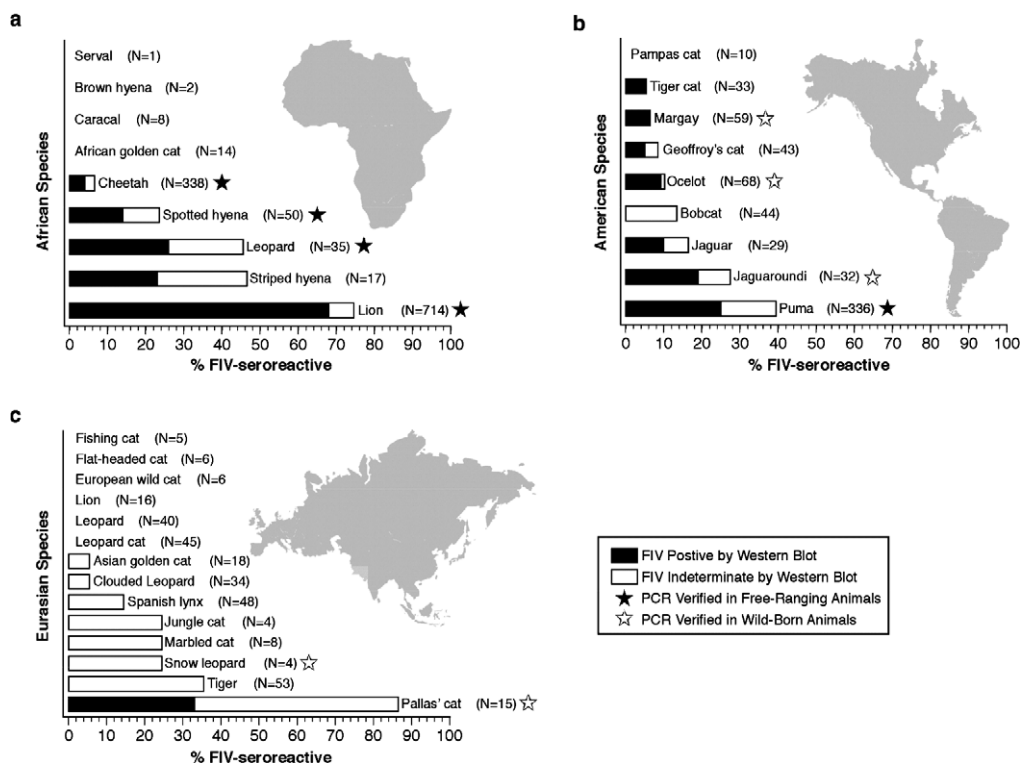 a
African Species
Serval (N=1)
Brown hyena (N=2)
Caracal (N=8)
African golden cat (N=14)
Cheetah (N=338)
Spotted hyena (N=50)
Leopard (N=35)
Striped hyena (N=17)
Lion (N=714)
0 10 20 30 40 50 60 70 80 90 100
% FIV-seroreactive
b
American Species
Pampas cat (N=10)
Tiger cat (N=33)
Margay (N=59)
Geoffroy's cat (N=43)
Ocelot (N=68)
Bobcat (N=44)
Jaguar (N=29)
Jaguaroundi (N=32)
Puma (N=336)
0 10 20 30 40 50 60 70 80 90 100
% FIV-seroreactive
c
Eurasian Species
Fishing cat (N=5)
Flat-headed cat (N=6)
European wild cat (N=6
Lion (N=16)
Leopard (N=40)
Leopard cat (N=45)
Asian golden cat (N=18)
Clouded Leopard (N=34)
Spanish lynx (N=48)
Jungle cat (N=4)
Marbled cat (N=8)
Snow leopard (N=4)
Tiger (N=53)
Pallas' cat (N=15)
0 10 20 30 40 50 60 70 80 90 100
% FIV-seroreactive
FIV Postive by Western Blot
FIV Indeterminate by Western Blot
PCR Verified in Free-Ranging Animals
PCR Verified in Wild-Born Animals